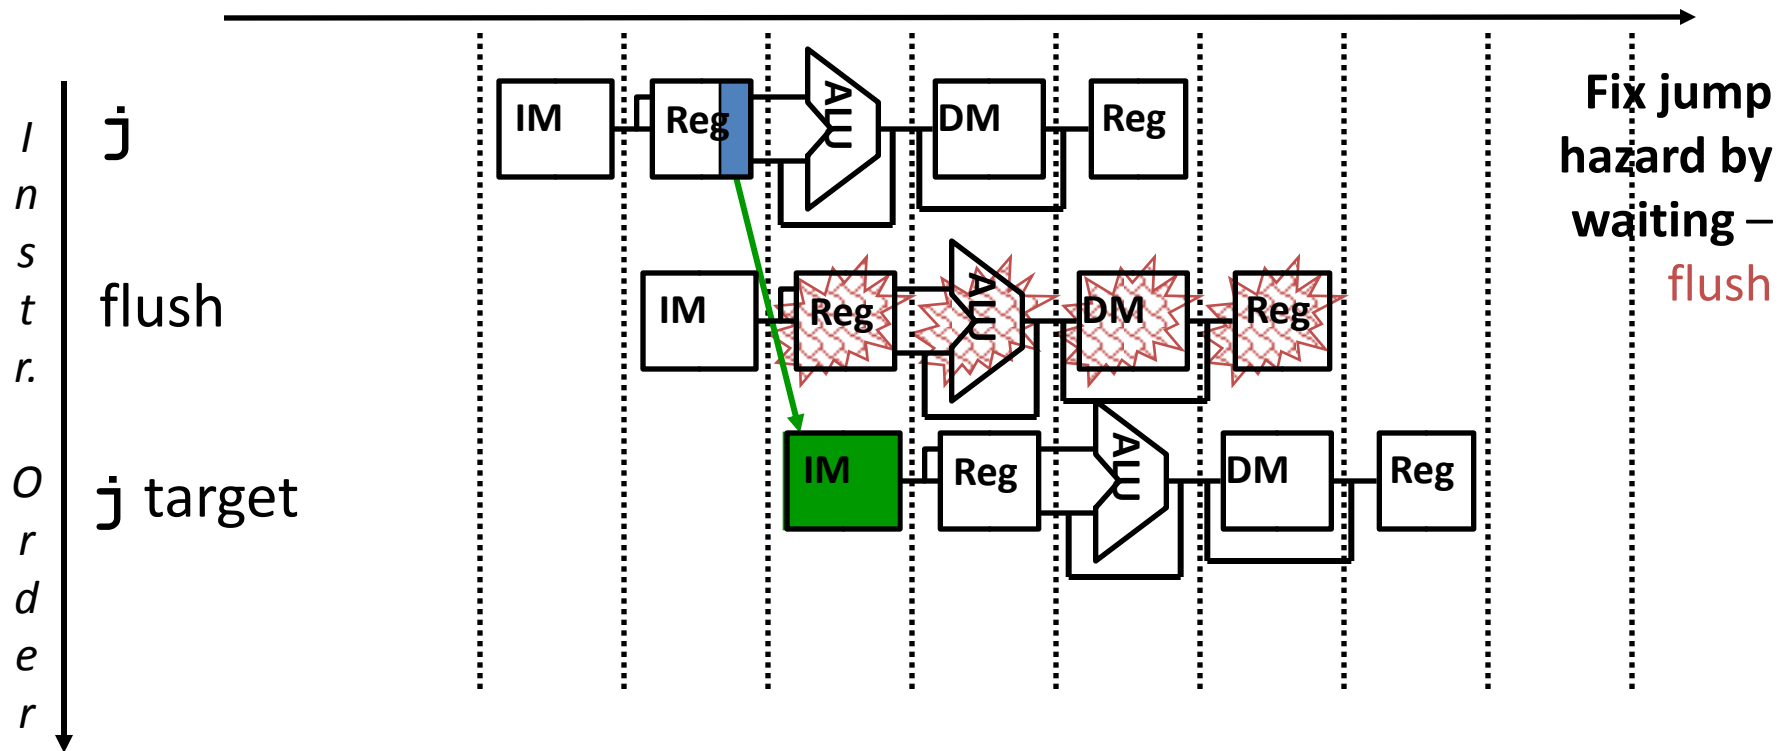 I
n
s
t
r.
O
r
d
e
r
j
IM
Reg
ALU
DM
Reg
Fix jump
hazard by
waiting –
flush
flush
IM
Reg
ALU
DM
Reg
j target
IM
Reg
ALU
DM
Reg